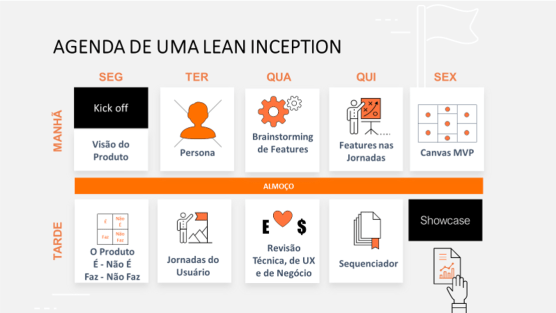 AGENDA DE UMA LEAN INCEPTION
SEG TER QUA QUI SEX
MANHÃ
Kick off
Visão do
Produto
Persona
Brainstorming
de Features
Features nas
Jornadas
Canvas MVP
ALMOÇO
TARDE
É
Não
É
Faz
Não
Faz
O Produto
É - Não É
Faz - Não Faz
Jornadas do
Usuário
E $
Revisão
Técnica, de UX
e de Negócio
Sequenciador
Showcase